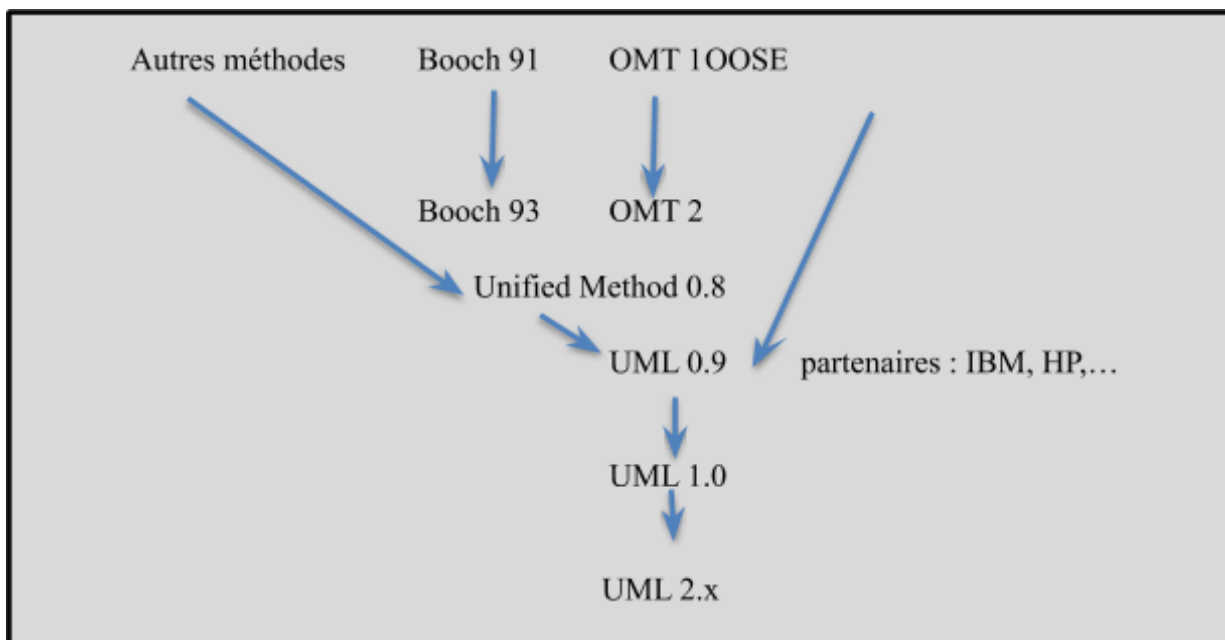 Autres méthodes Booch 91 OMT 1OOSE
Booch 93 OMT 2
Unified Method 0.8
UML 0.9 partenaires : IBM, HP,…
UML 1.0
UML 2.x